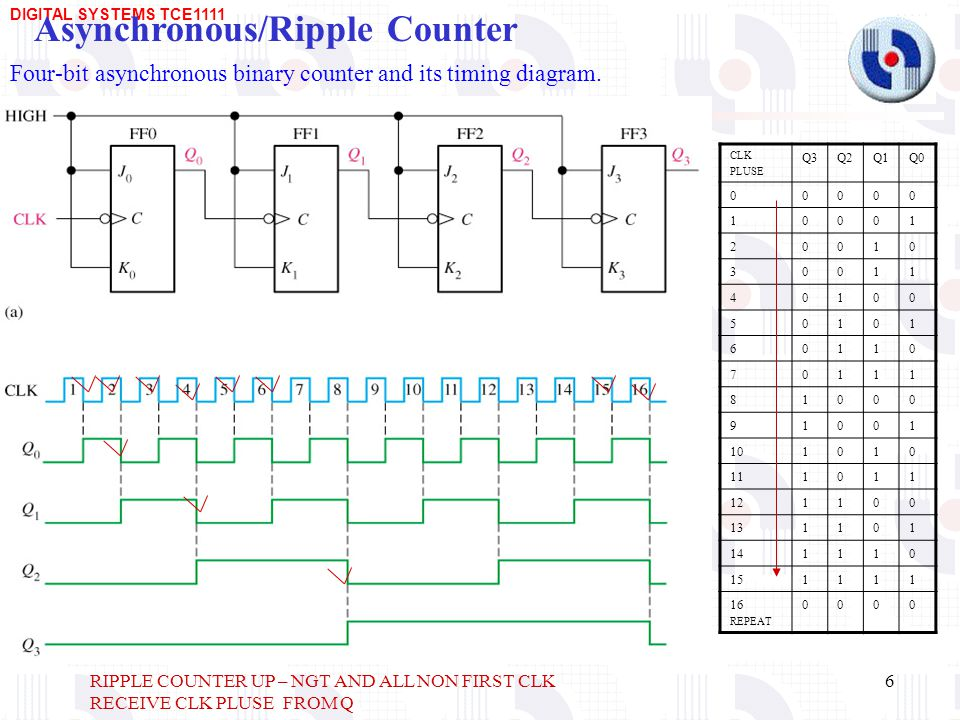 DIGITAL SYSTEMS TCE1111
Asynchronous/Ripple Counter
Four-bit asynchronous binary counter and its timing diagram.
HIGH
FF0 FF1 FF2 FF3
Q0 Q1 Q2 Q3
J0 J1 J2 J3
CLK C C C C
K0 K1 K2 K3
(a)
CLK 1 2 3 4 5 6 7 8 9 10 11 12 13 14 15 16
Q0
Q1
Q2
Q3
CLK PLUSE Q3 Q2 Q1 Q0
0 0 0 0 0
1 0 0 0 1
2 0 0 1 0
3 0 0 1 1
4 0 1 0 0
5 0 1 0 1
6 0 1 1 0
7 0 1 1 1
8 1 0 0 0
9 1 0 0 1
10 1 0 1 0
11 1 0 1 1
12 1 1 0 0
13 1 1 0 1
14 1 1 1 0
15 1 1 1 1
16 REPEAT 0 0 0 0
RIPPLE COUNTER UP – NGT AND ALL NON FIRST CLK
RECEIVE CLK PLUSE FROM Q
6